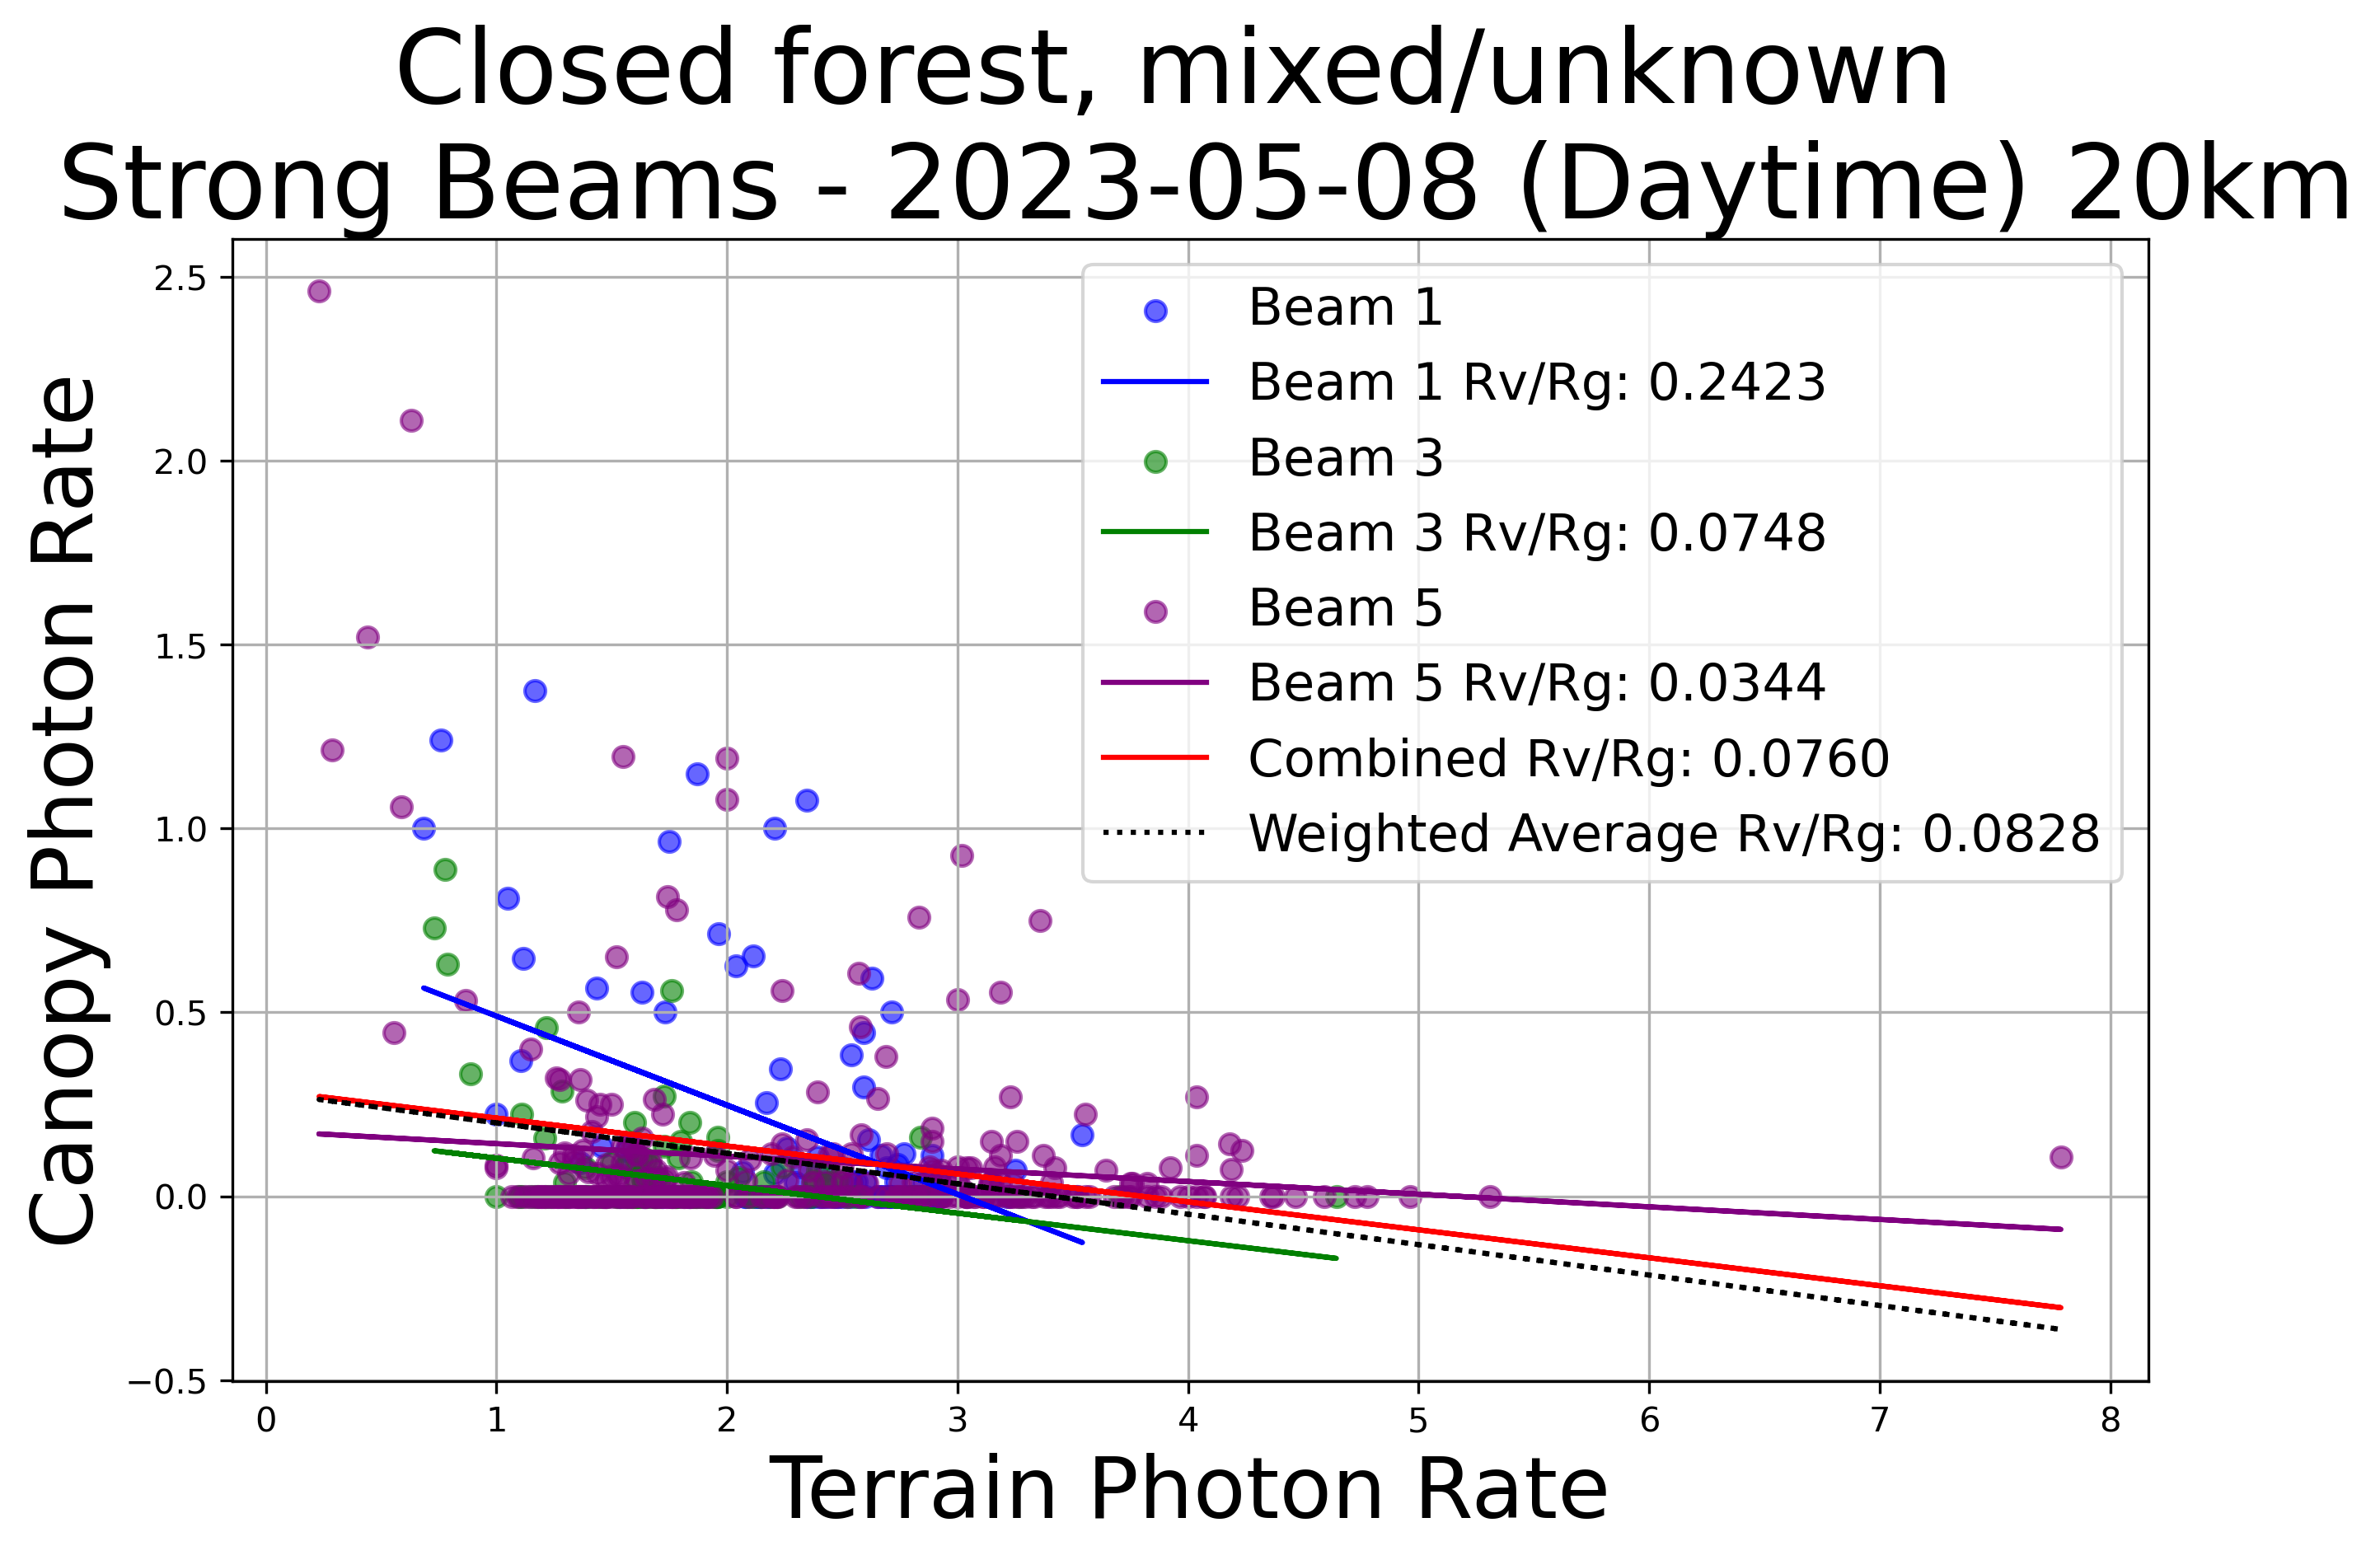 Closed forest, mixed/unknown
Strong Beams - 2023-05-08 (Daytime) 20km
Canopy Photon Rate
2.5
2.0
1.5
1.0
0.5
0.0
−0.5
Beam 1
Beam 1 Rv/Rg: 0.2423
Beam 3
Beam 3 Rv/Rg: 0.0748
Beam 5
Beam 5 Rv/Rg: 0.0344
Combined Rv/Rg: 0.0760
Weighted Average Rv/Rg: 0.0828
0 1 2 3 4 5 6 7 8
Terrain Photon Rate